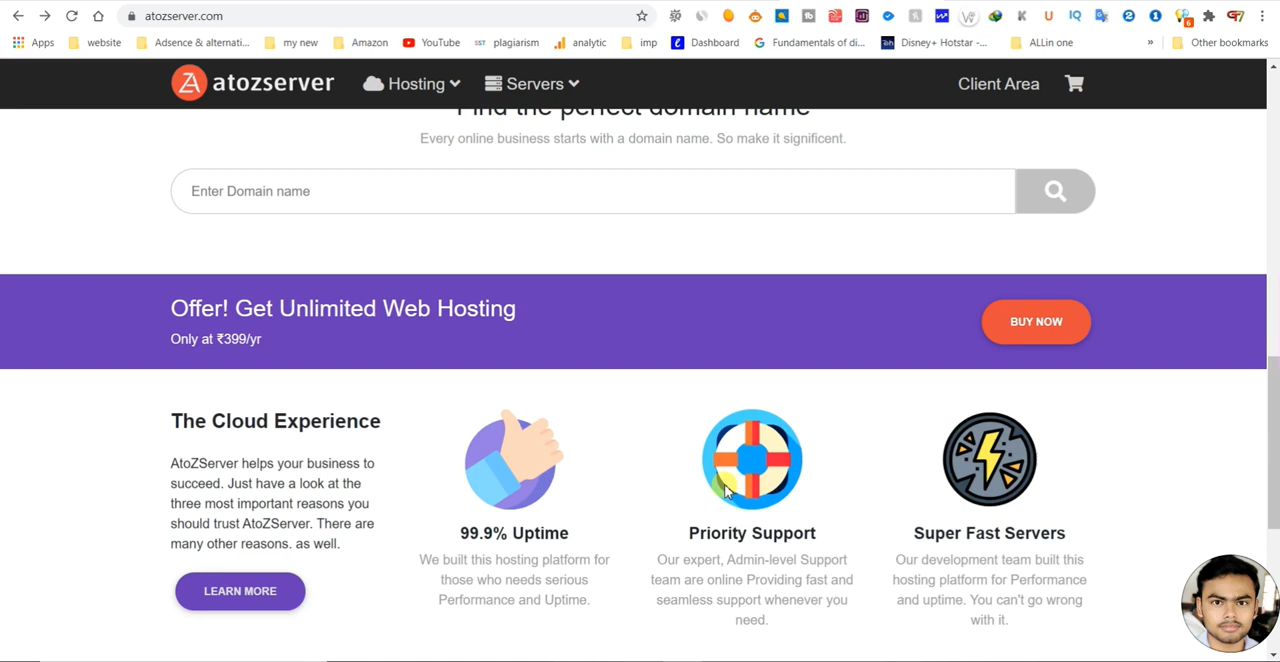 atozserver.com
6
Apps
website
Adsence & alternati...
my new
Amazon
YouTube
SST plagiarism
analytic
imp
Dashboard
Fundamentals of di...
Disney+ Hotstar -...
ALLin one
»
Other bookmarks
atozserver
Hosting
Servers
Client Area
Find the perfect domain name
Every online business starts with a domain name. So make it significant.
Enter Domain name
Offer! Get Unlimited Web Hosting
Only at ₹399/yr
BUY NOW
The Cloud Experience
AtoZServer helps your business to
succeed. Just have a look at the
three most important reasons you
should trust AtoZServer. There are
many other reasons. as well.
LEARN MORE
99.9% Uptime
We built this hosting platform for
those who needs serious
Performance and Uptime.
Priority Support
Our expert, Admin-level Support
team are online Providing fast and
seamless support whenever you
need.
Super Fast Servers
Our development team built this
hosting platform for Performance
and uptime. You can't go wrong
with it.